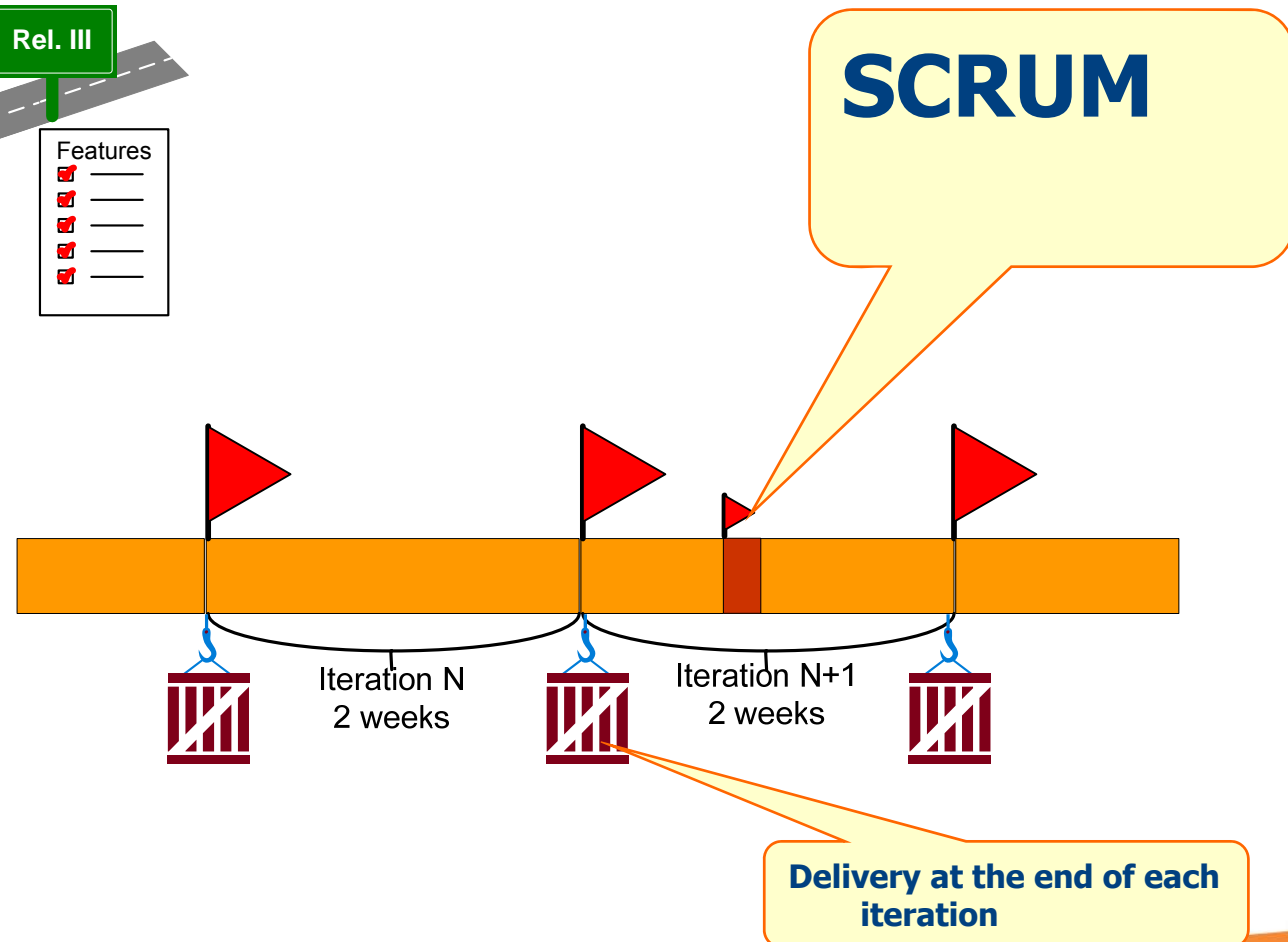 Rel. III
SCRUM
Features
Iteration N
2 weeks
Iteration N+1
2 weeks
Delivery at the end of each
iteration